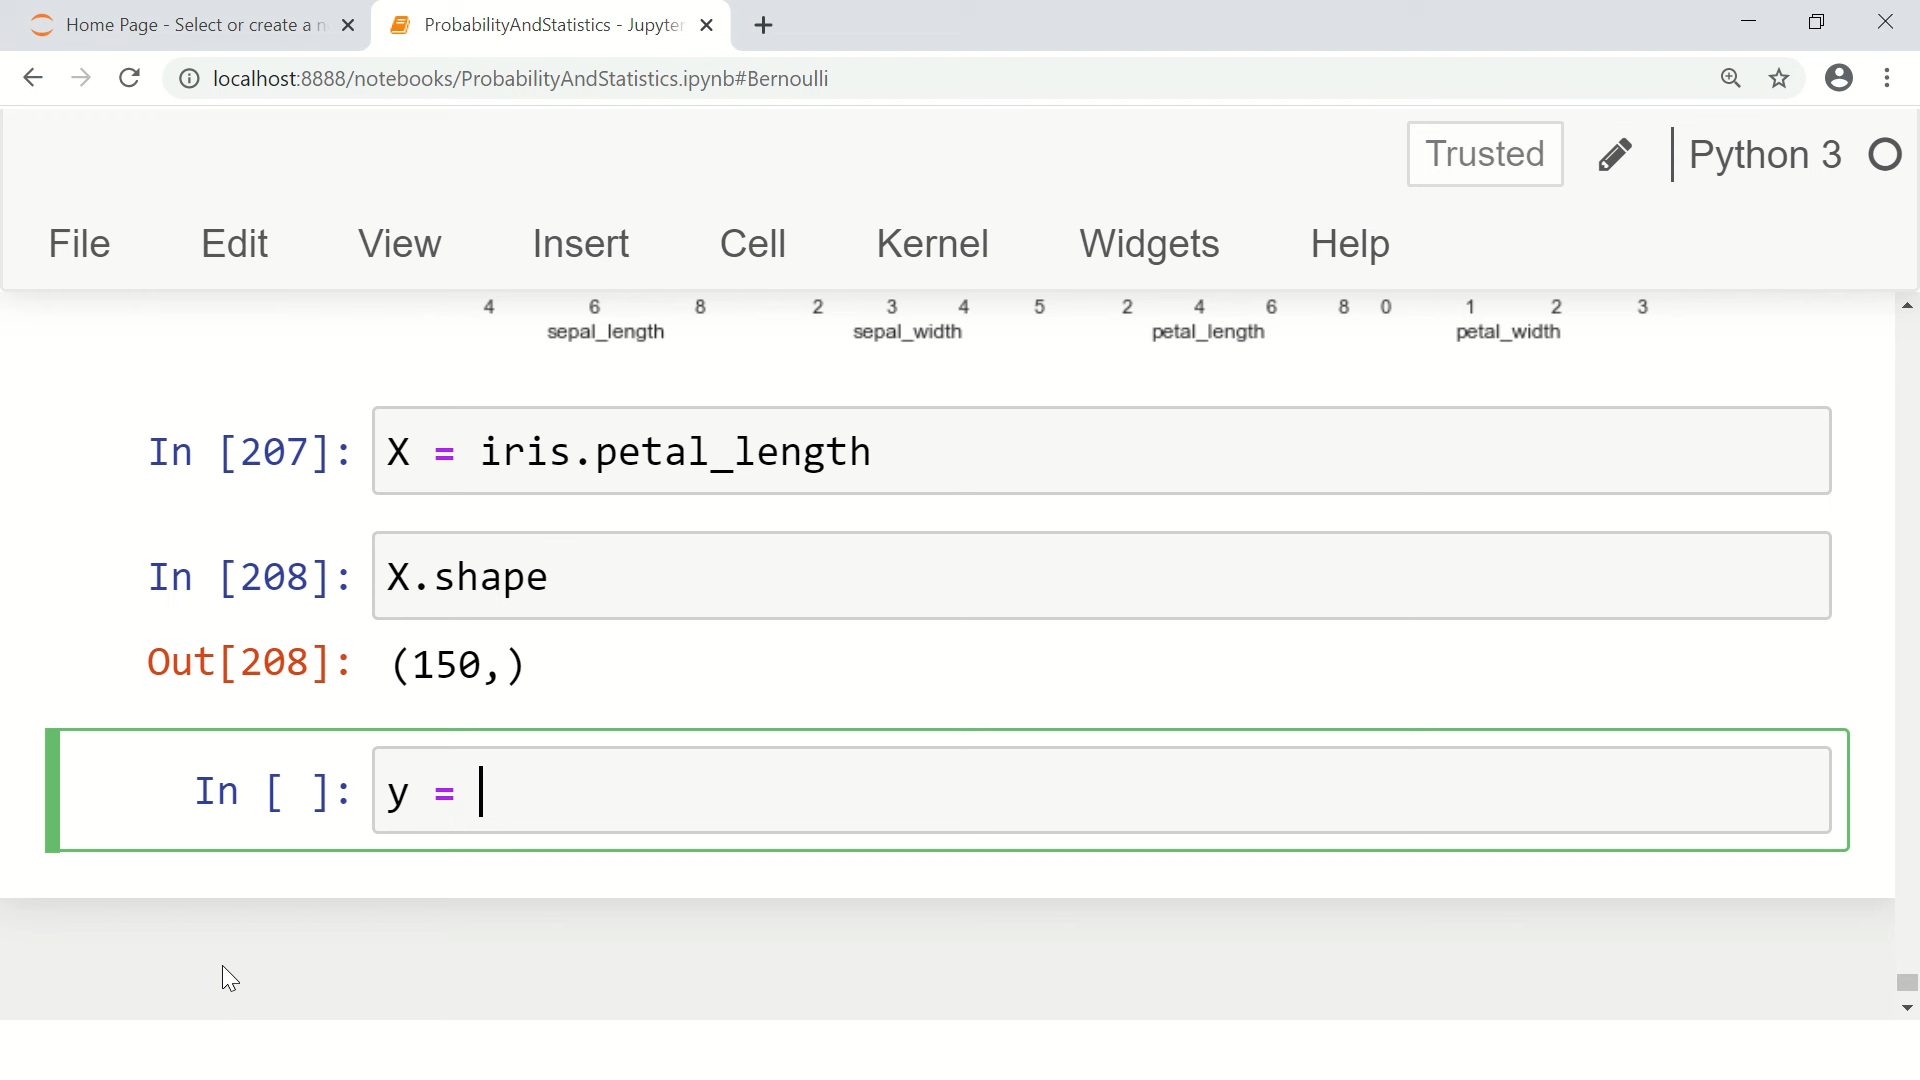 Home Page - Select or create a n
ProbabilityAndStatistics - Jupyter
localhost:8888/notebooks/ProbabilityAndStatistics.ipynb#Bernoulli
Trusted
Python 3
File Edit View Insert Cell Kernel Widgets Help
4 6 8 2 3 4 5 2 4 6 8 0 1 2 3
sepal_length sepal_width petal_length petal_width
In [207]: X = iris.petal_length
In [208]: X.shape
Out[208]: (150,)
In [ ]: y =